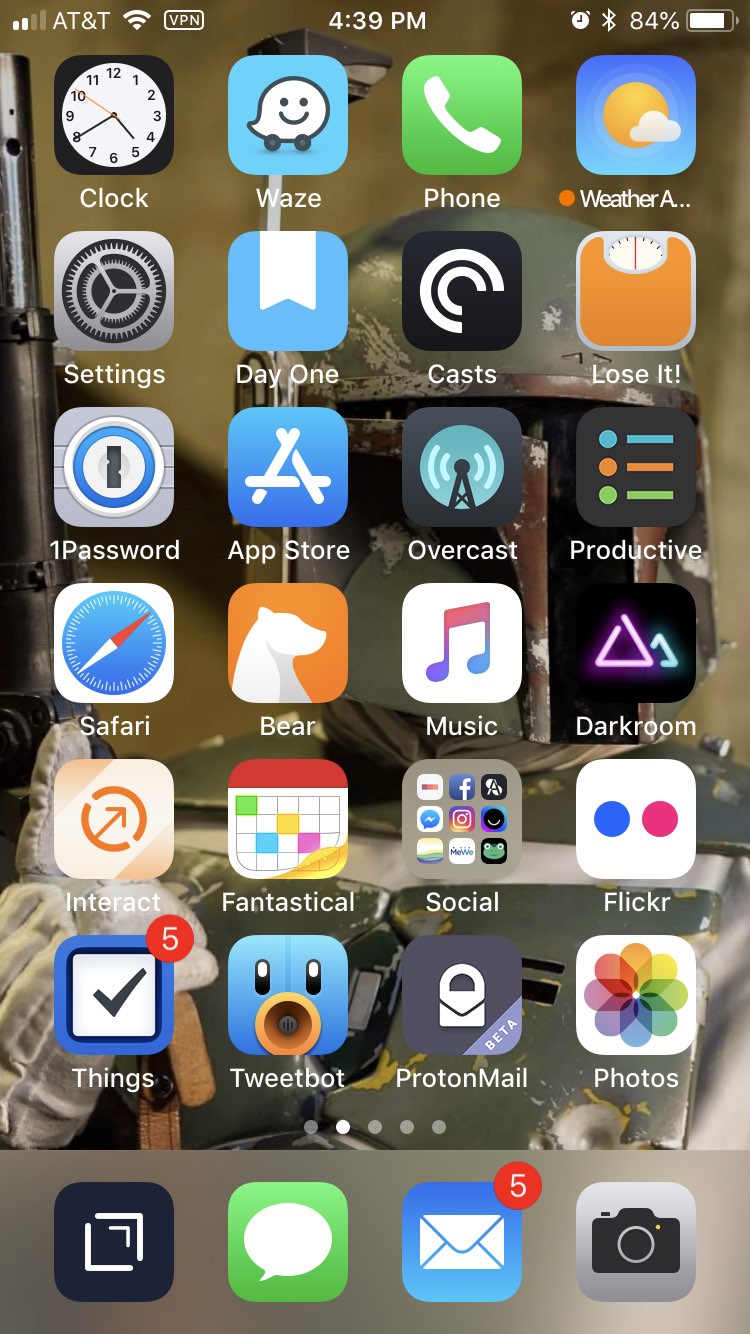 AT&T VPN 4:39 PM 84%
12
11 1
10 2
9 3
8 4
7 5
6
Clock Waze Phone Weather A...
Settings Day One Casts Lose It!
1Password App Store Overcast Productive
Safari Bear Music Darkroom
MeWe
Interact Fantastical Social Flickr
5
BETA
Things Tweetbot ProtonMail Photos
5